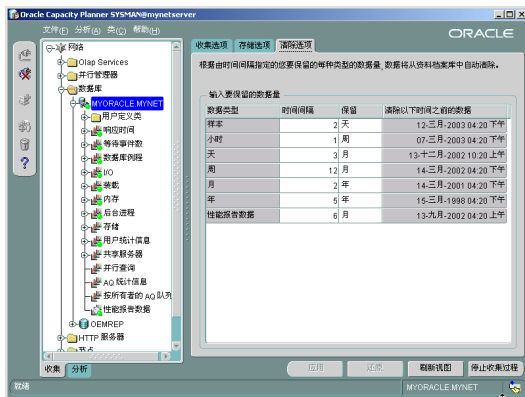 Oracle Capacity Planner SYSMAN@mynetserver
文件(F) 分析(A) 类(C) 帮助(H)
ORACLE
网络
Olap Services
并行管理器
数据库
MYORACLE.MYNET
用户定义类
响应时间
等待事件数
数据库例程
I/O
装载
内存
后台进程
存储
用户统计信息
共享服务器
并行查询
AQ 统计信息
按所有者的 AQ 队列
性能报告数据
OEMREP
HTTP 服务器
节点
收集 分析
收集选项 存储选项 清除选项
根据由时间间隔指定的您要保留的每种类型的数据量, 数据将从资料档案库中自动清除。
输入要保留的数据量
数据类型 时间间隔 保留 清除以下时间之前的数据
样本 2 天 12-三月-2003 04:20 下午
小时 1 周 07-三月-2003 04:20 下午
天 3 月 13-十二月-2002 10:20 上午
周 12 月 14-三月-2002 04:20 下午
月 2 年 14-三月-2001 04:20 下午
年 5 年 15-三月-1998 04:20 下午
性能报告数据 6 月 13-九月-2002 04:20 下午
应用 还原 刷新视图 停止收集过程
就绪 MYORACLE.MYNET